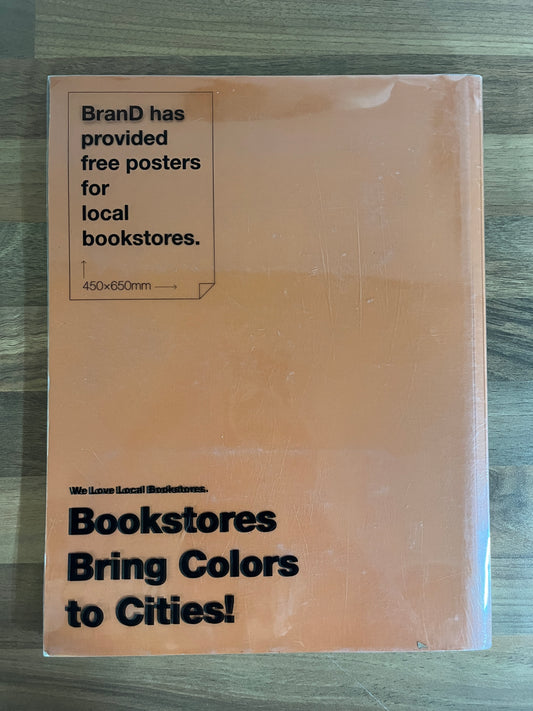 BranD has
provided
free posters
for
local
bookstores.
↑
450×650mm →
We Love Local Bookstores.
Bookstores
Bring Colors
to Cities!